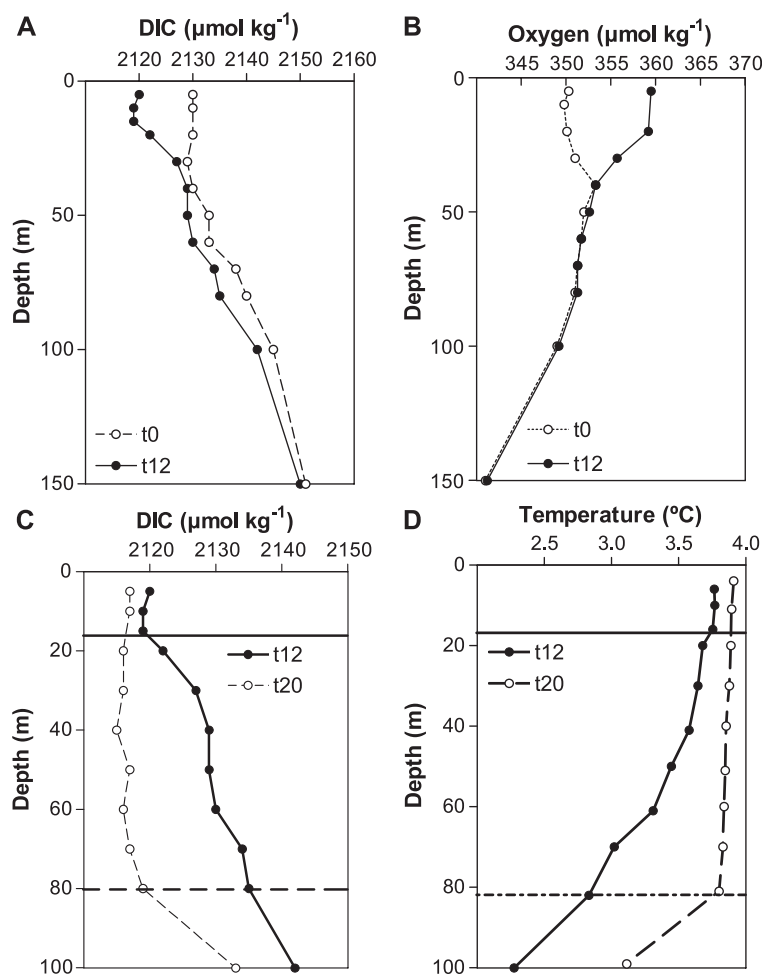 A
DIC (µmol kg⁻¹)
2120 2130 2140 2150 2160
0
50
100
150
Depth (m)
t0
t12
B
Oxygen (µmol kg⁻¹)
345 350 355 360 365 370
0
50
100
150
Depth (m)
t0
t12
C
DIC (µmol kg⁻¹)
2120 2130 2140 2150
0
20
40
60
80
100
Depth (m)
t12
t20
D
Temperature (ºC)
2.5 3.0 3.5 4.0
0
20
40
60
80
100
Depth (m)
t12
t20